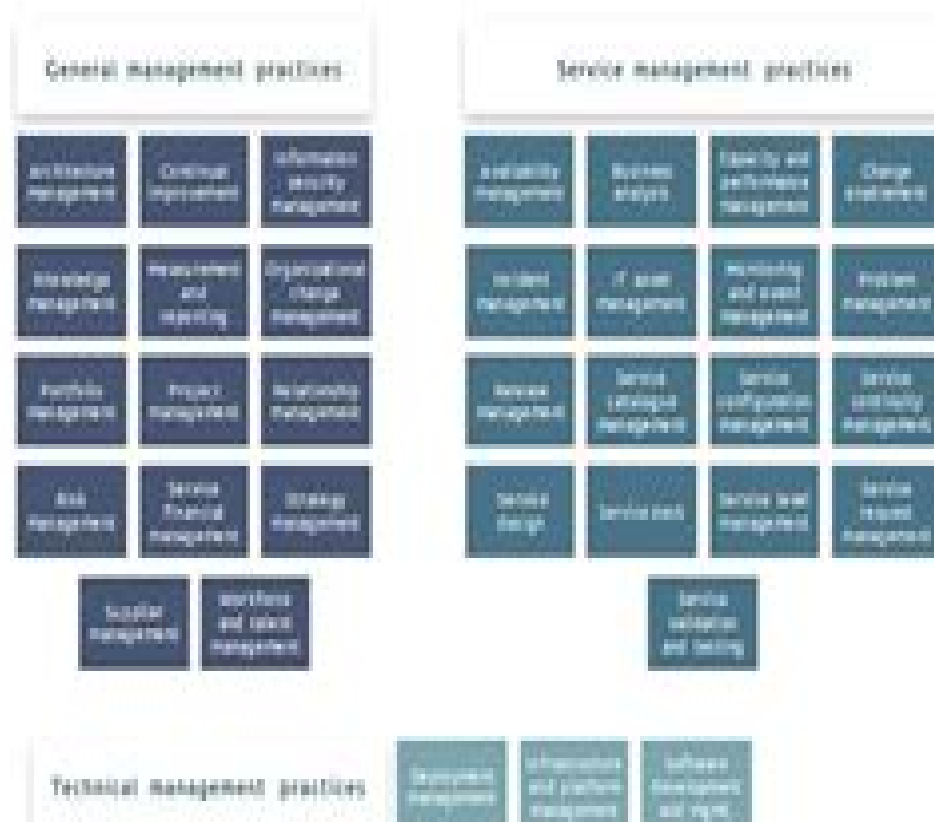 General management practices
Service management practices
Architecture
management
Continual
improvement
Information
security
management
Availability
management
Business
analysis
Capacity and
performance
management
Change
enablement
Knowledge
management
Measurement
and
reporting
Organizational
change
management
Incident
management
IT asset
management
Monitoring
and event
management
Problem
management
Portfolio
management
Project
management
Relationship
management
Release
management
Service
catalogue
management
Service
configuration
management
Service
continuity
management
Risk
management
Service
financial
management
Strategy
management
Service
design
Service desk
Service level
management
Service
request
management
Supplier
management
Workforce
and talent
management
Service
validation
and testing
Technical management practices
Deployment
management
Infrastructure
and platform
management
Software
development
and mgmt